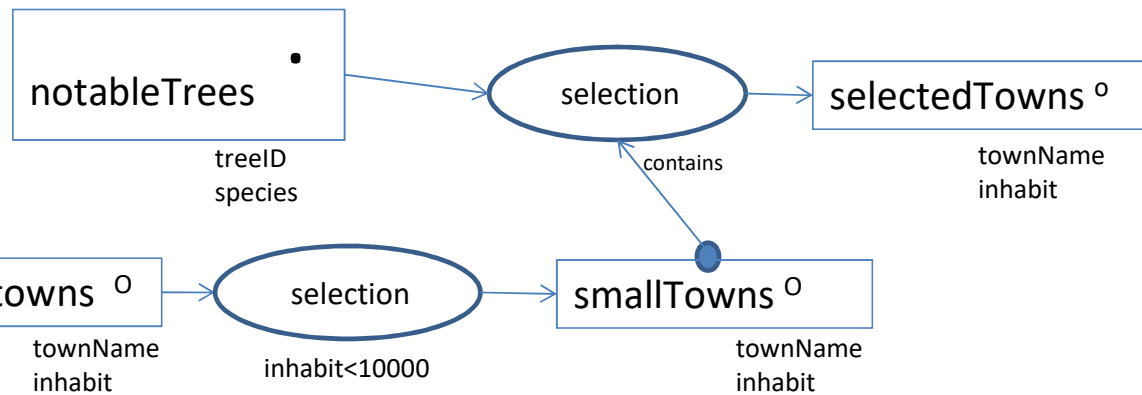 notableTrees
treeID
species
selection
contains
selectedTowns o
townName
inhabit
towns O
townName
inhabit
selection
inhabit<10000
smallTowns O
townName
inhabit